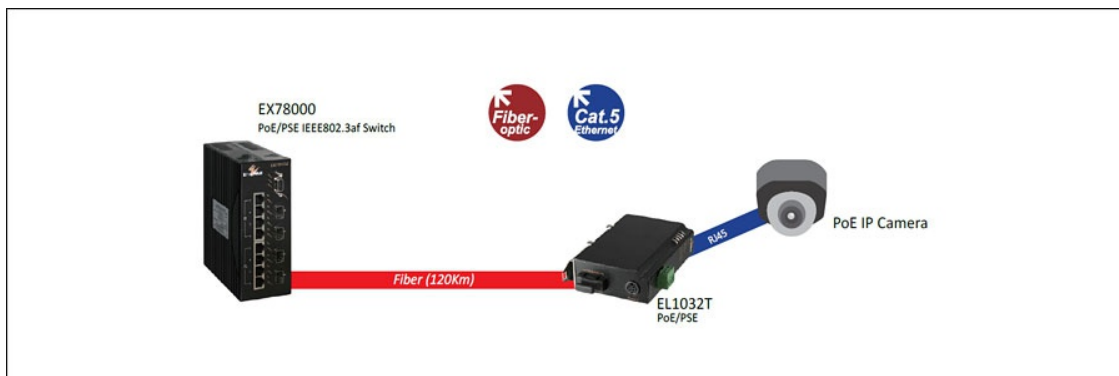 EX78000
PoE/PSE IEEE802.3af Switch
Fiber-
optic
Cat.5
Ethernet
PoE IP Camera
RJ45
Fiber (120Km)
EL1032T
PoE/PSE